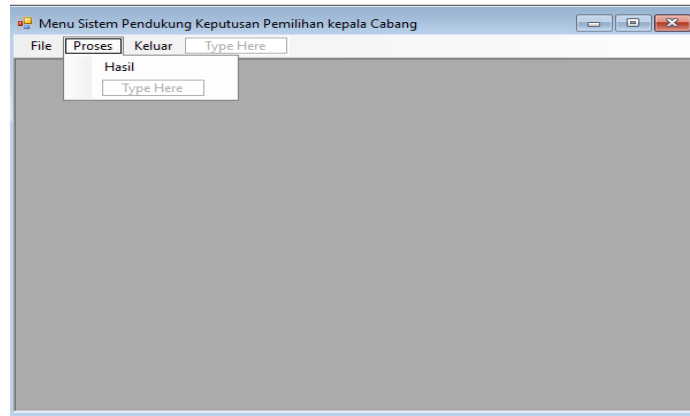 Menu Sistem Pendukung Keputusan Pemilihan kepala Cabang
File Proses Keluar Type Here
Hasil
Type Here